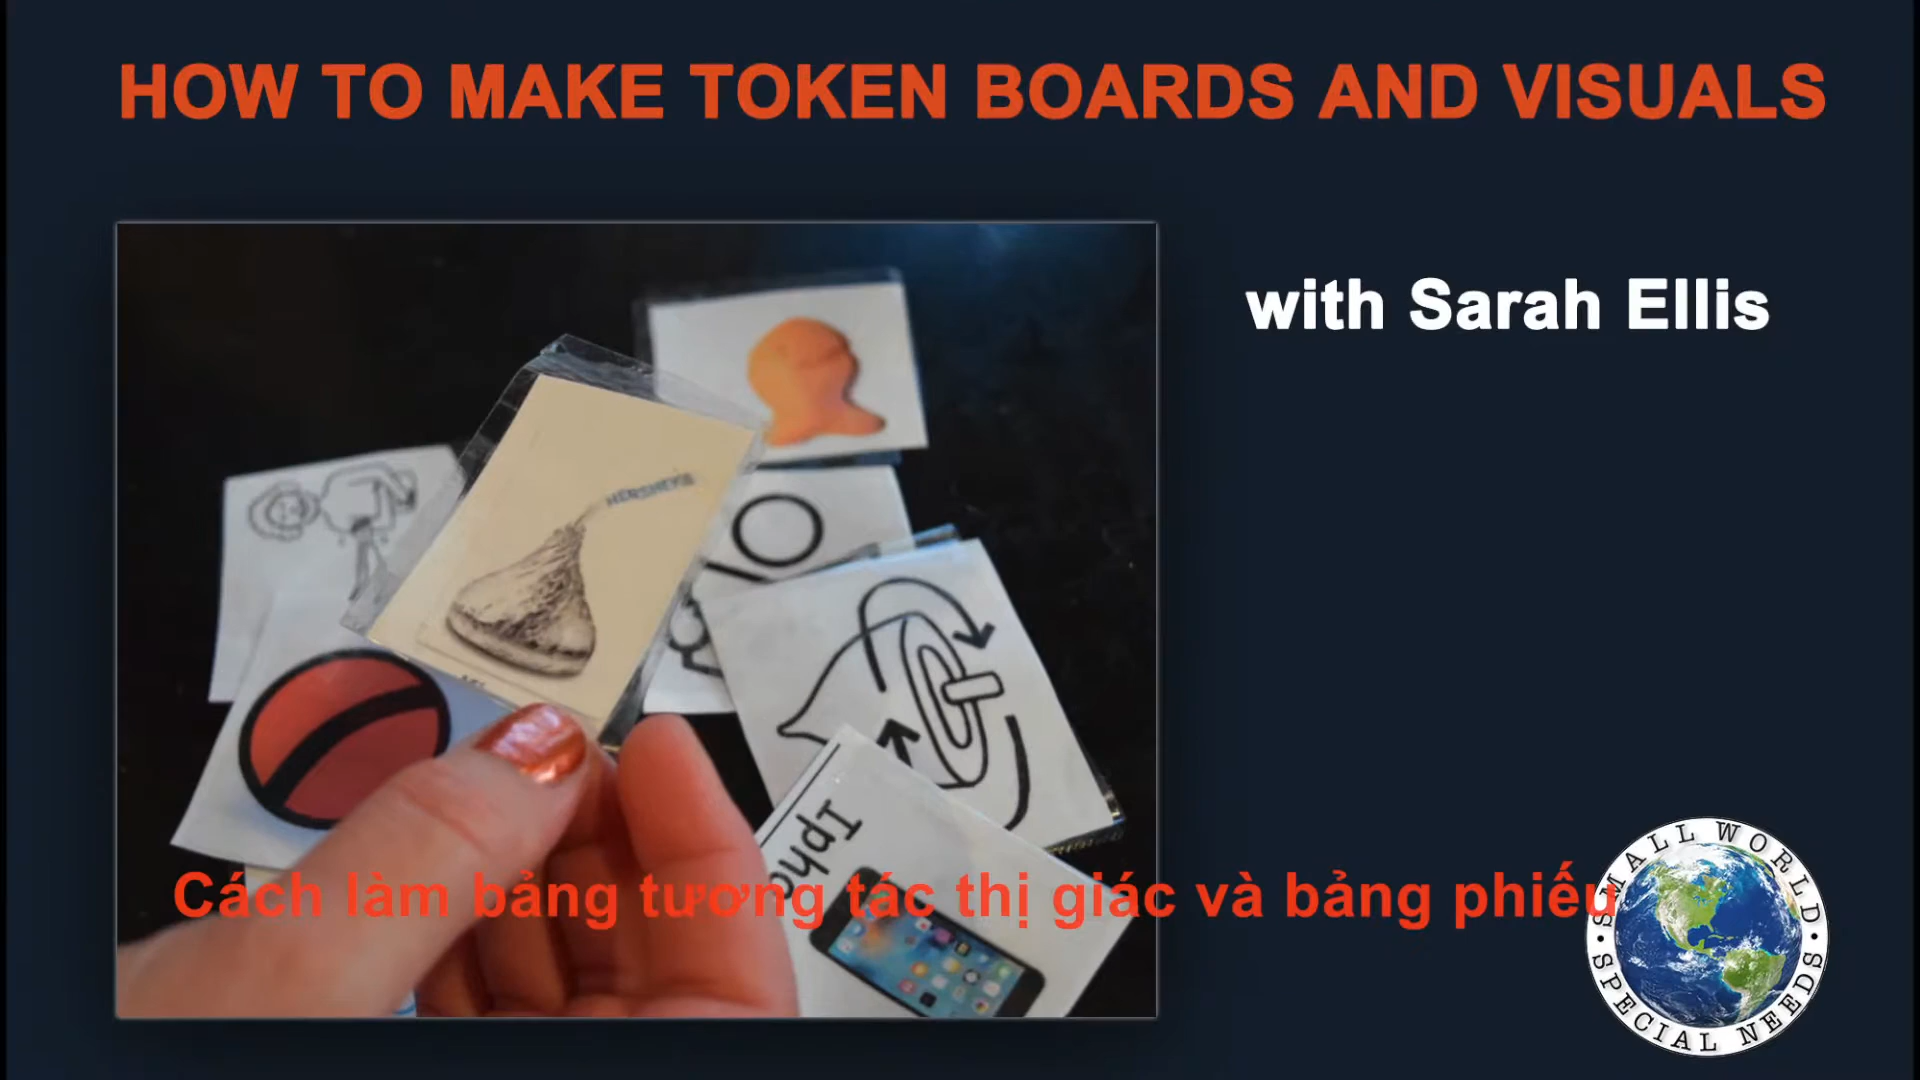 HOW TO MAKE TOKEN BOARDS AND VISUALS
with Sarah Ellis
HERSHEY'S
Ipho
Cách làm bảng tương tác thị giác và bảng phiếu
SMALL WORLD
SPECIAL NEEDS